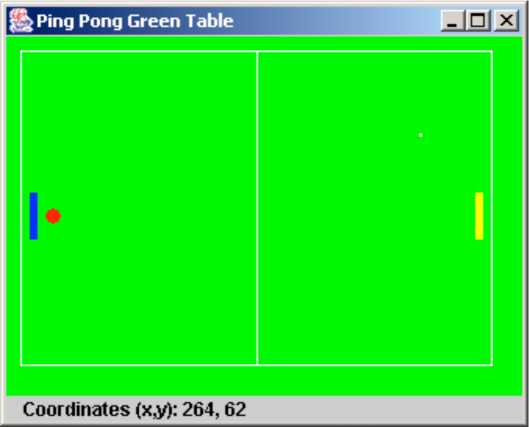 Ping Pong Green Table
Coordinates (x,y): 264, 62